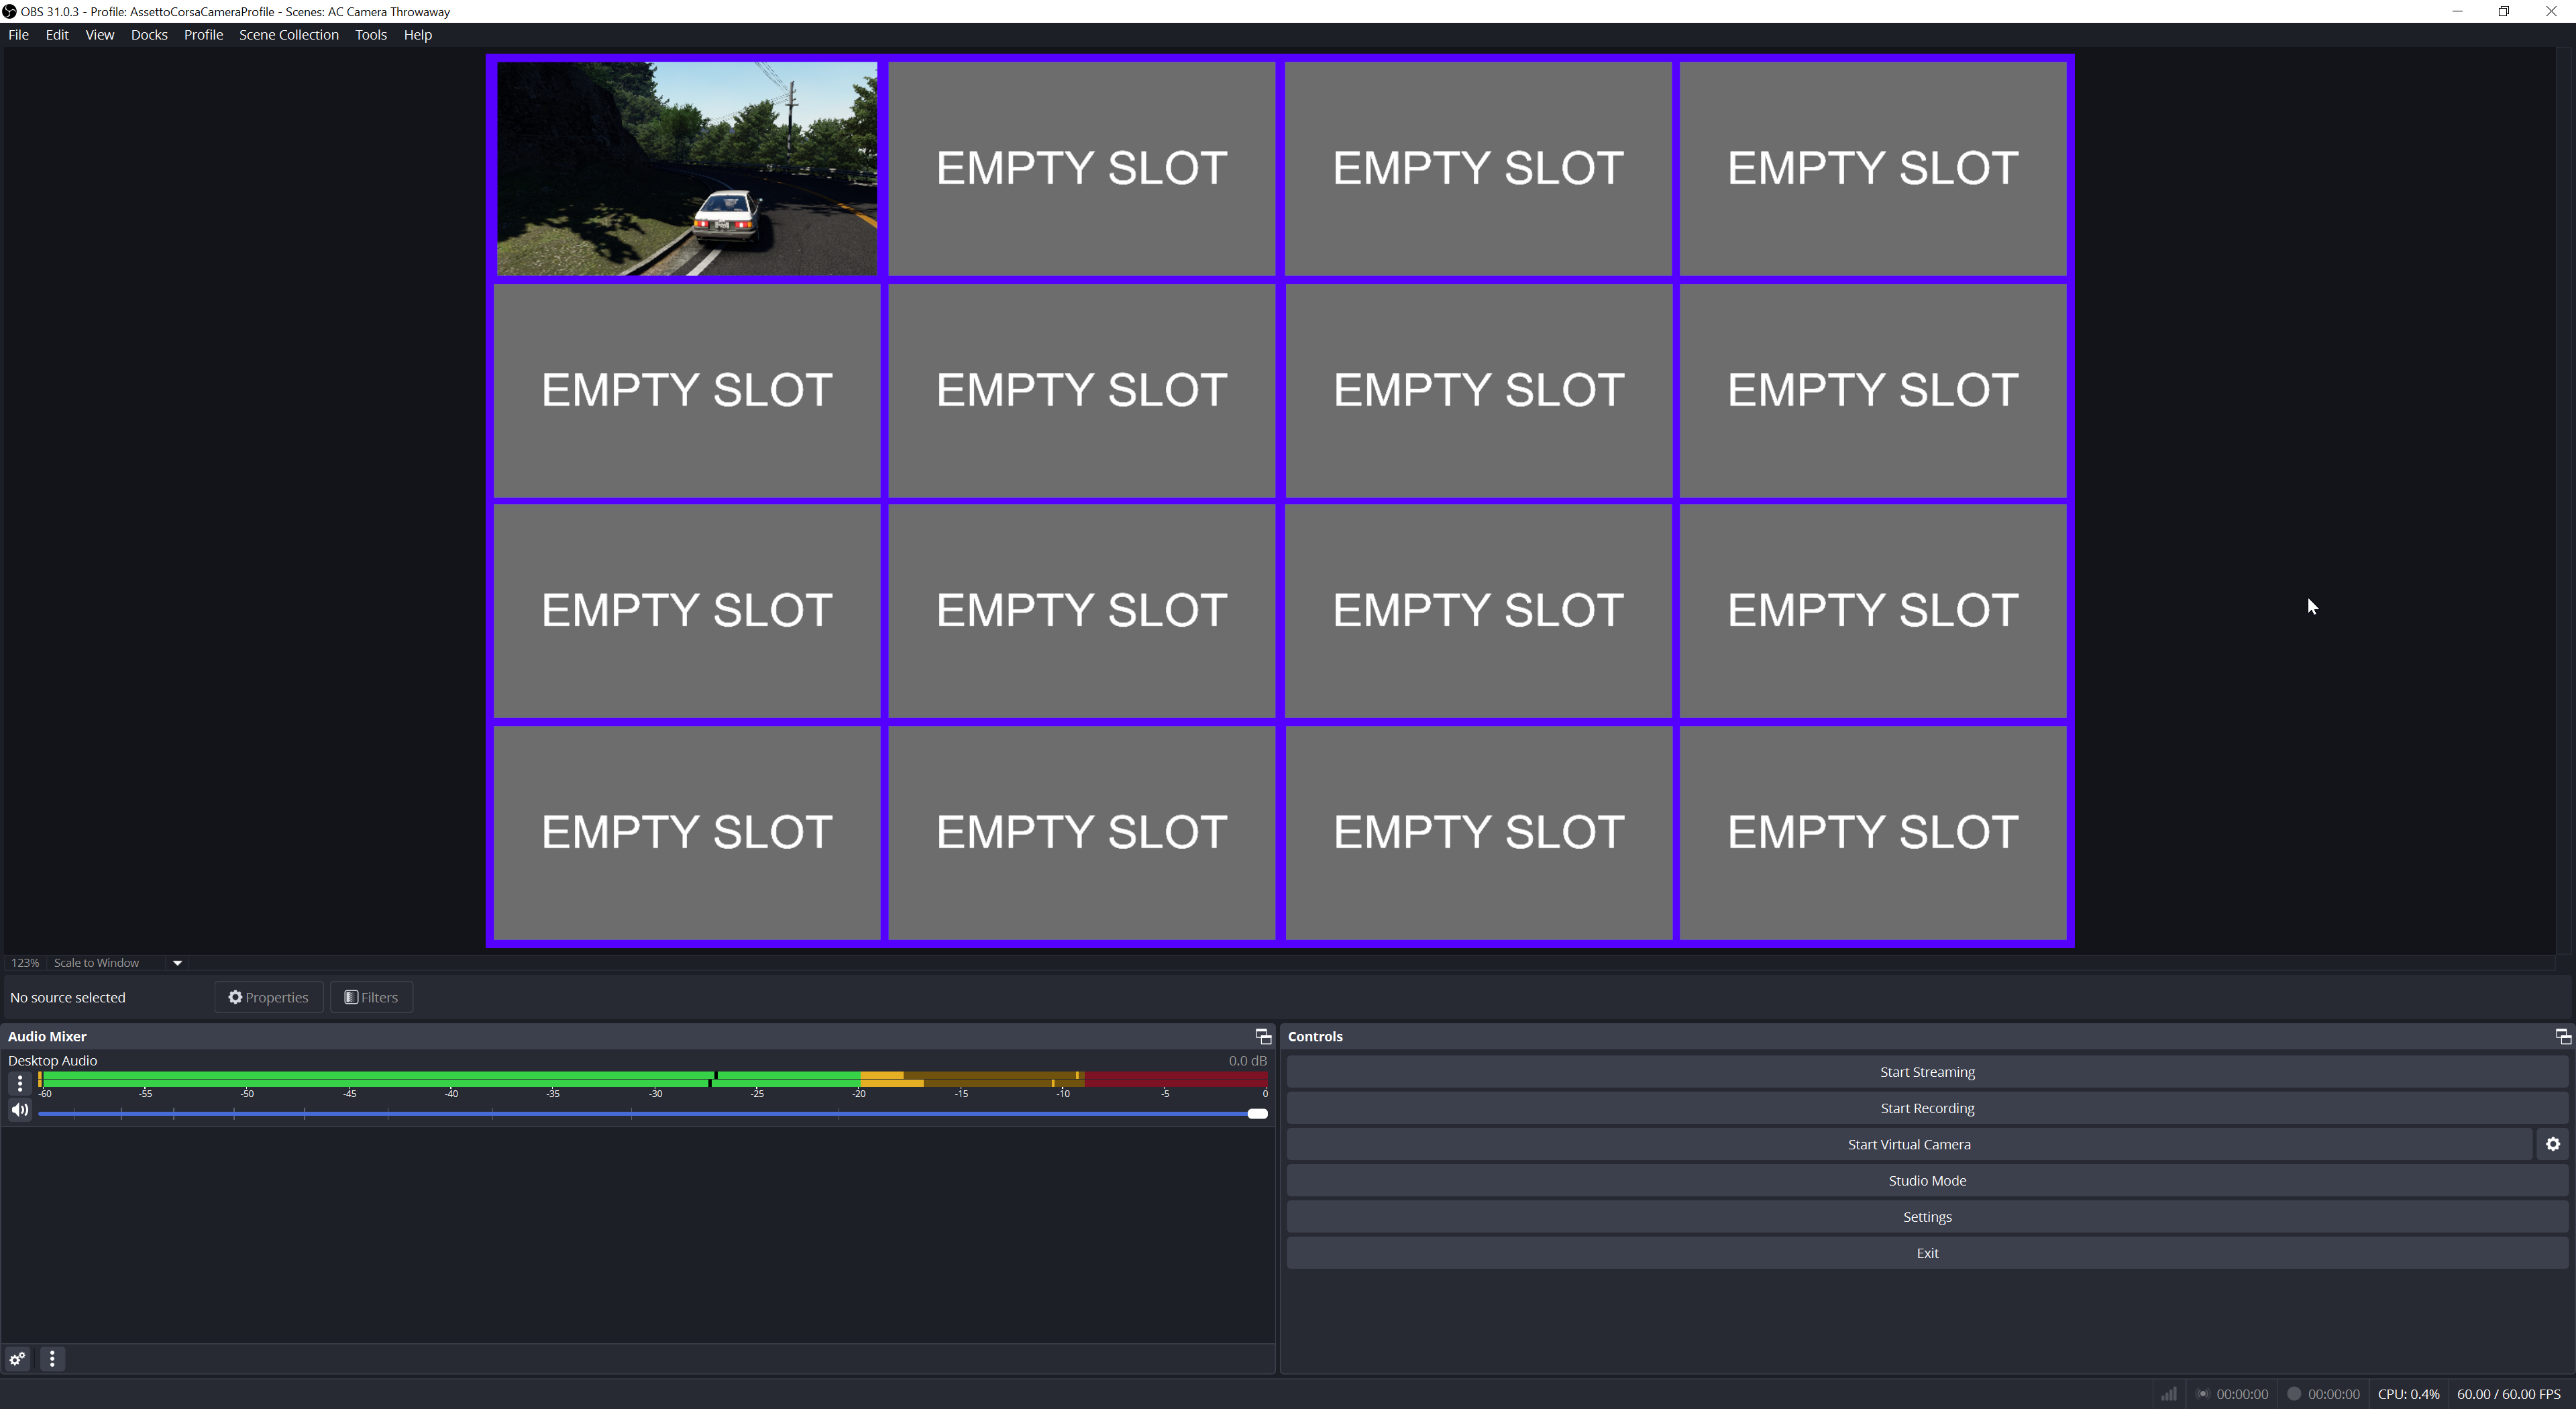 OBS 31.0.3 - Profile: AssettoCorsaCameraProfile - Scenes: AC Camera Throwaway
File Edit View Docks Profile Scene Collection Tools Help
EMPTY SLOT EMPTY SLOT EMPTY SLOT
EMPTY SLOT EMPTY SLOT EMPTY SLOT EMPTY SLOT
EMPTY SLOT EMPTY SLOT EMPTY SLOT EMPTY SLOT
EMPTY SLOT EMPTY SLOT EMPTY SLOT EMPTY SLOT
123% Scale to Window
No source selected Properties Filters
Audio Mixer
Desktop Audio 0.0 dB
-60 -55 -50 -45 -40 -35 -30 -25 -20 -15 -10 -5 0
Controls
Start Streaming
Start Recording
Start Virtual Camera
Studio Mode
Settings
Exit
00:00:00 00:00:00 CPU: 0.4% 60.00 / 60.00 FPS